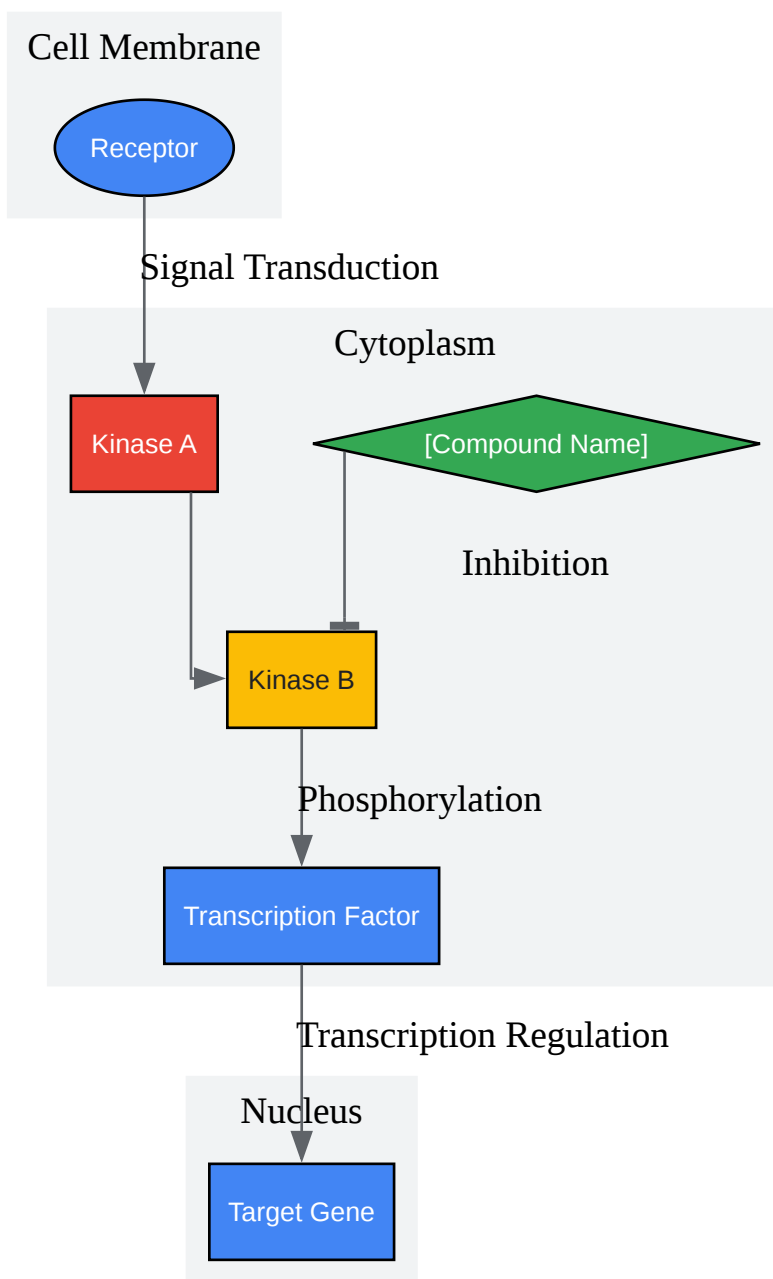 Cell Membrane
Receptor
Signal Transduction
Cytoplasm
Kinase A
[Compound Name]
Inhibition
Kinase B
Phosphorylation
Transcription Factor
Transcription Regulation
Nucleus
Target Gene